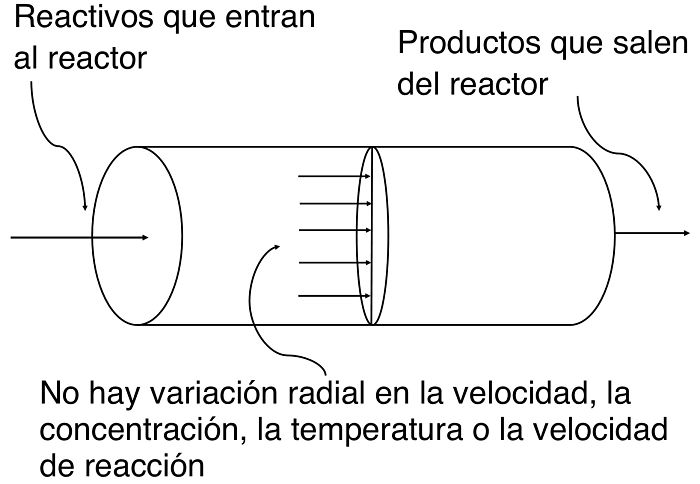 Reactivos que entran
al reactor
Productos que salen
del reactor
No hay variación radial en la velocidad, la
concentración, la temperatura o la velocidad
de reacción